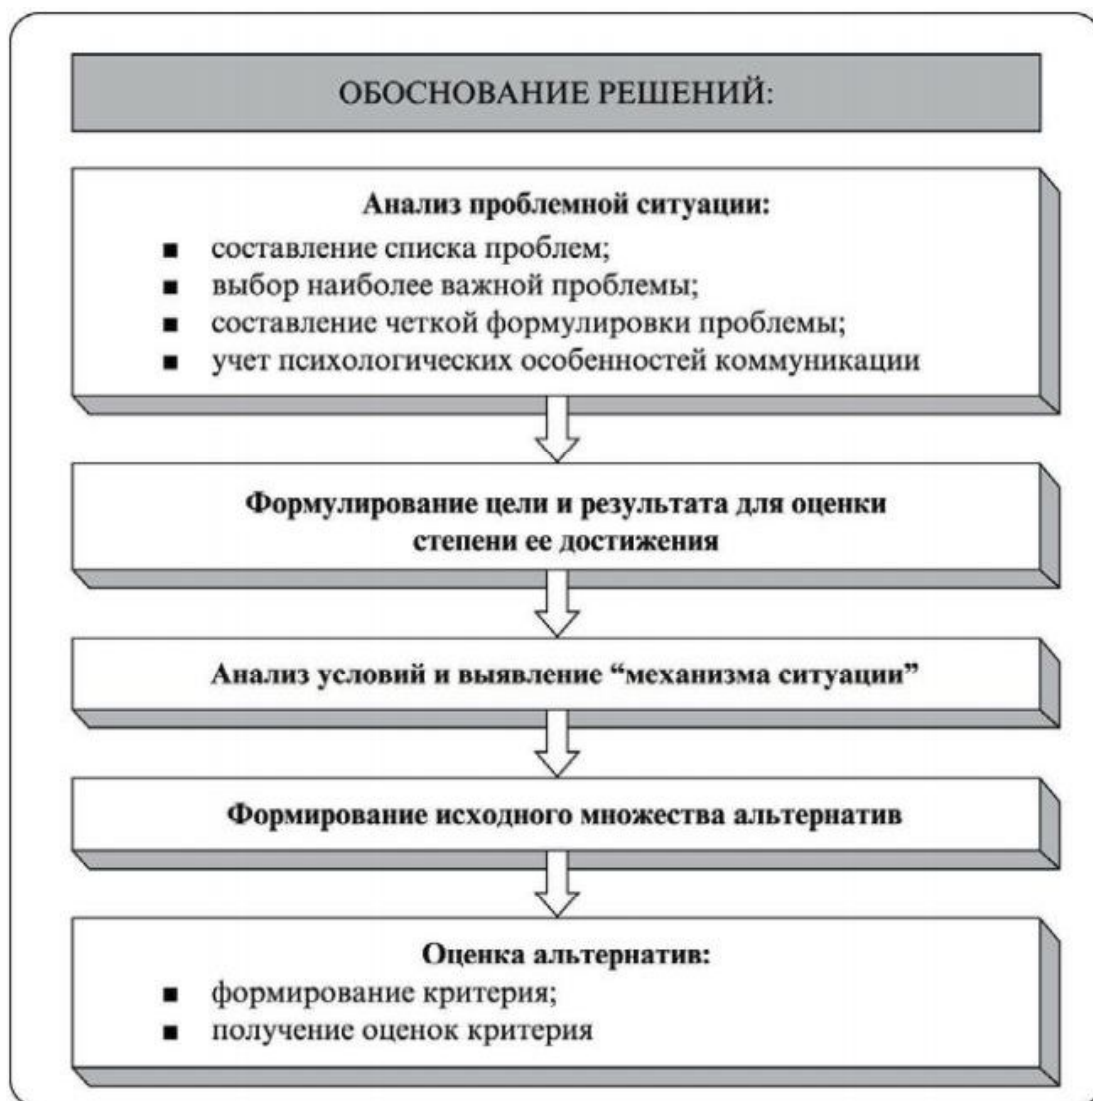 ОБОСНОВАНИЕ РЕШЕНИЙ:
Анализ проблемной ситуации:
■ составление списка проблем;
■ выбор наиболее важной проблемы;
■ составление четкой формулировки проблемы;
■ учет психологических особенностей коммуникации
Формулирование цели и результата для оценки
степени ее достижения
Анализ условий и выявление “механизма ситуации”
Формирование исходного множества альтернатив
Оценка альтернатив:
■ формирование критерия;
■ получение оценок критерия